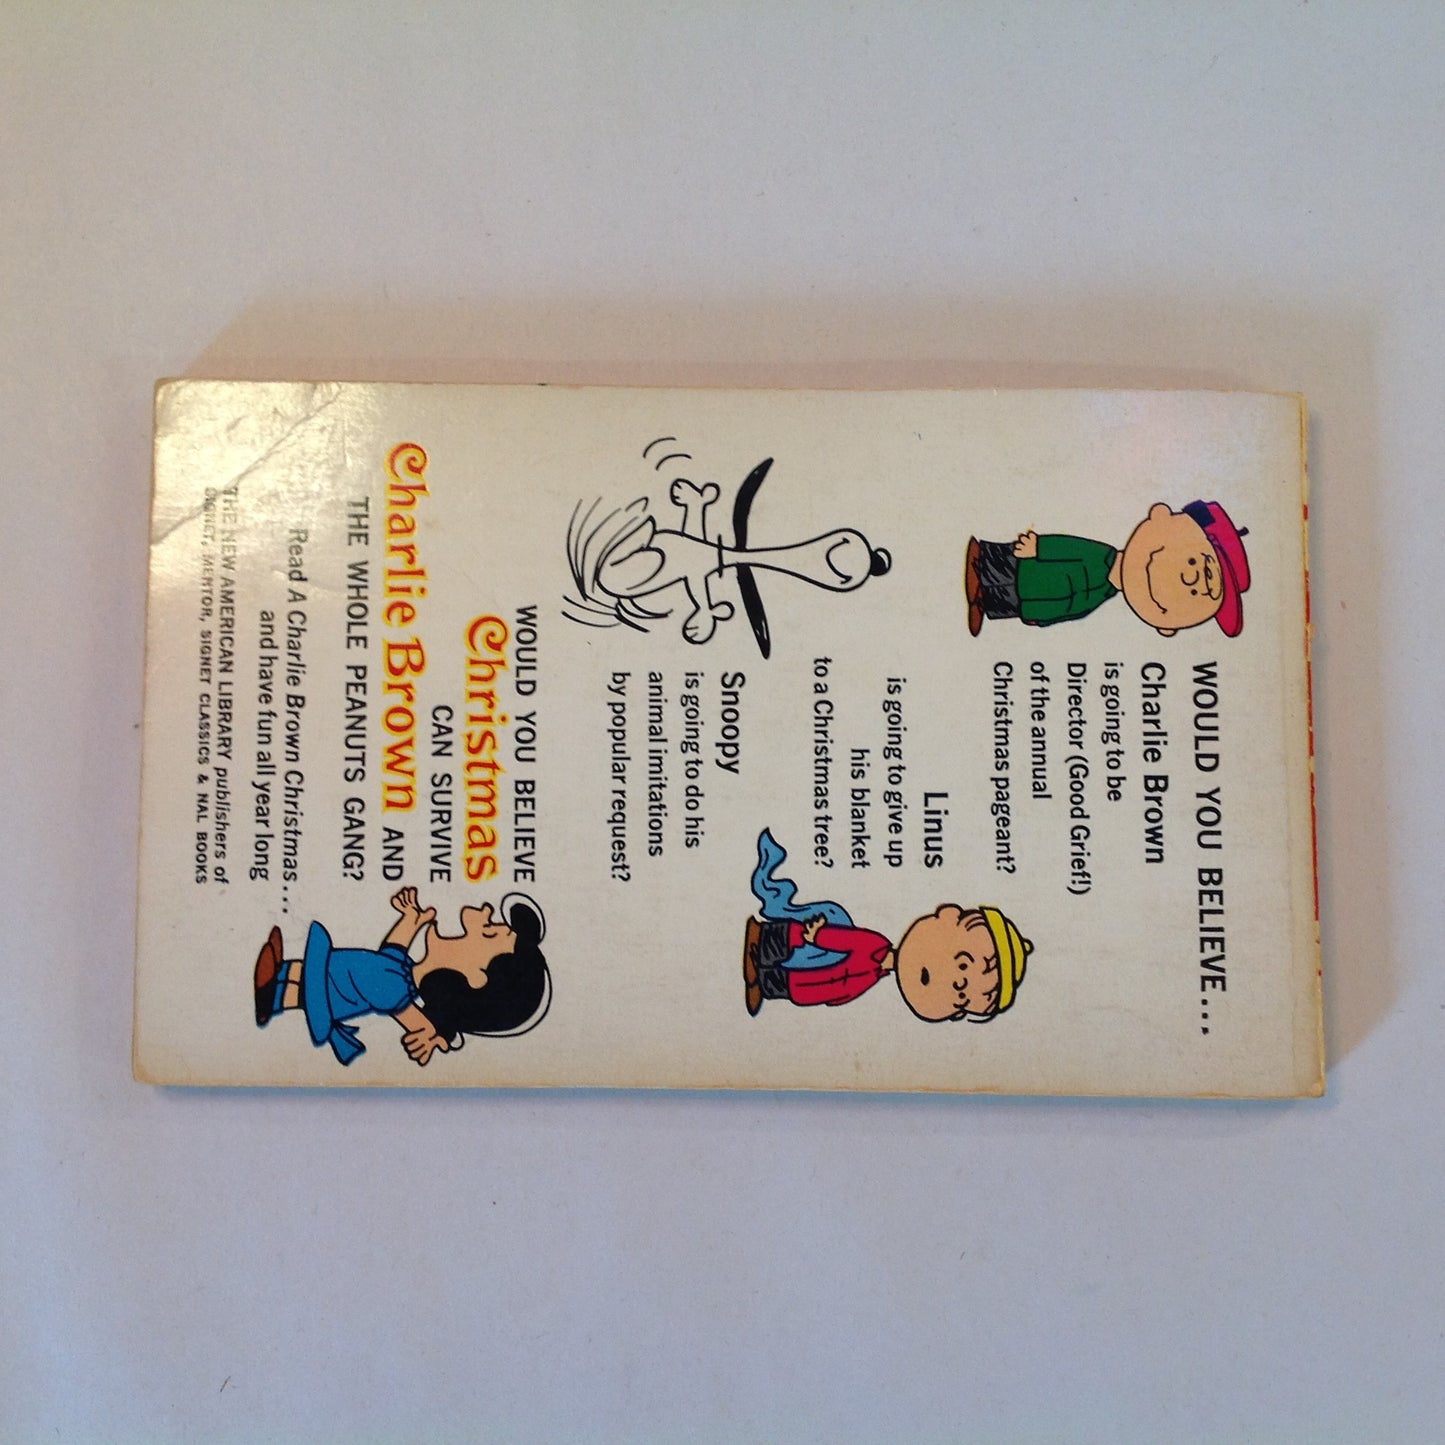 WOULD YOU BELIEVE...
Charlie Brown
is going to be
Director (Good Grief!)
of the annual
Christmas pageant?
Linus
is going to give up
his blanket
to a Christmas tree?
Snoopy
is going to do his
animal imitations
by popular request?
WOULD YOU BELIEVE
Christmas
CAN SURVIVE
Charlie Brown AND
THE WHOLE PEANUTS GANG?
Read A Charlie Brown Christmas...
and have fun all year long
THE NEW AMERICAN LIBRARY publishers of
SIGNET, MENTOR, SIGNET CLASSICS & NAL BOOKS